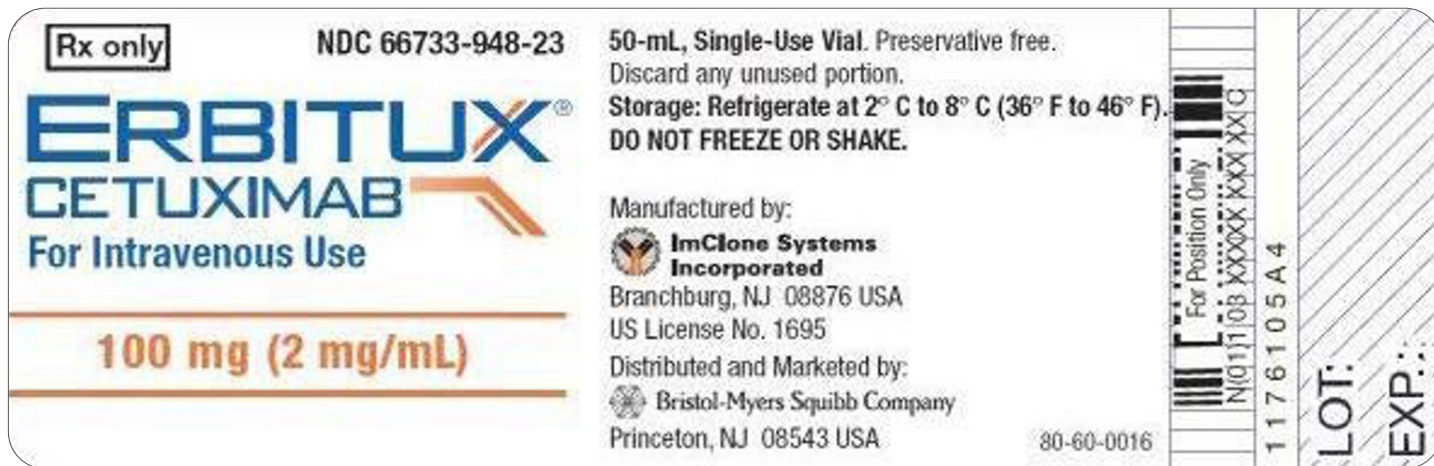 Rx only
NDC 66733-948-23
ERBITUX®
CETUXIMAB
For Intravenous Use
100 mg (2 mg/mL)
50-mL, Single-Use Vial. Preservative free.
Discard any unused portion.
Storage: Refrigerate at 2° C to 8° C (36° F to 46° F).
DO NOT FREEZE OR SHAKE.
Manufactured by:
ImClone Systems
Incorporated
Branchburg, NJ 08876 USA
US License No. 1695
Distributed and Marketed by:
Bristol-Myers Squibb Company
Princeton, NJ 08543 USA
80-60-0016
For Position Only
N(01)1 03 XXXXX XXX XX C
1176105A4
LOT:
EXP.: